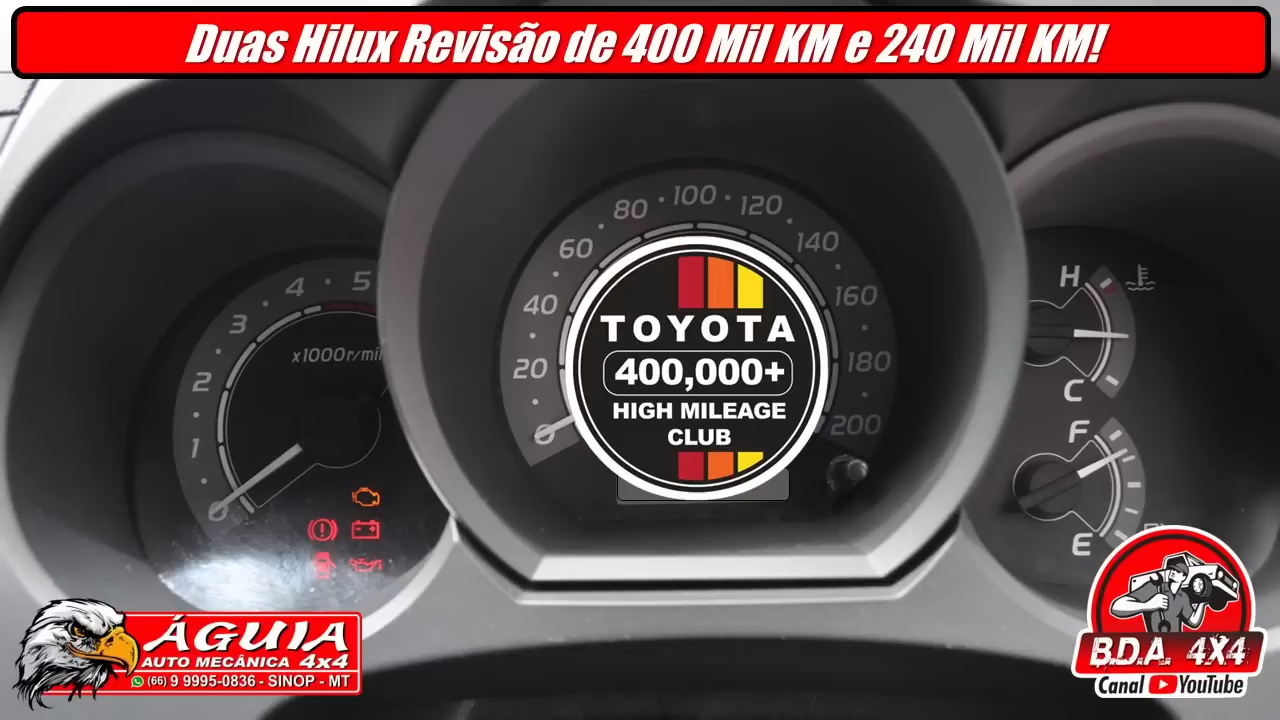 Duas Hilux Revisão de 400 Mil KM e 240 Mil KM!
1
2
3
4
5
x1000r/min
0
20
40
60
80
100
120
140
160
180
200
TOYOTA
400,000+
HIGH MILEAGE
CLUB
H
C
F
E
ÁGUIA
AUTO MECÂNICA 4x4
(66) 9 9995-0836 - SINOP - MT
B.D.A 4X4
Canal YouTube